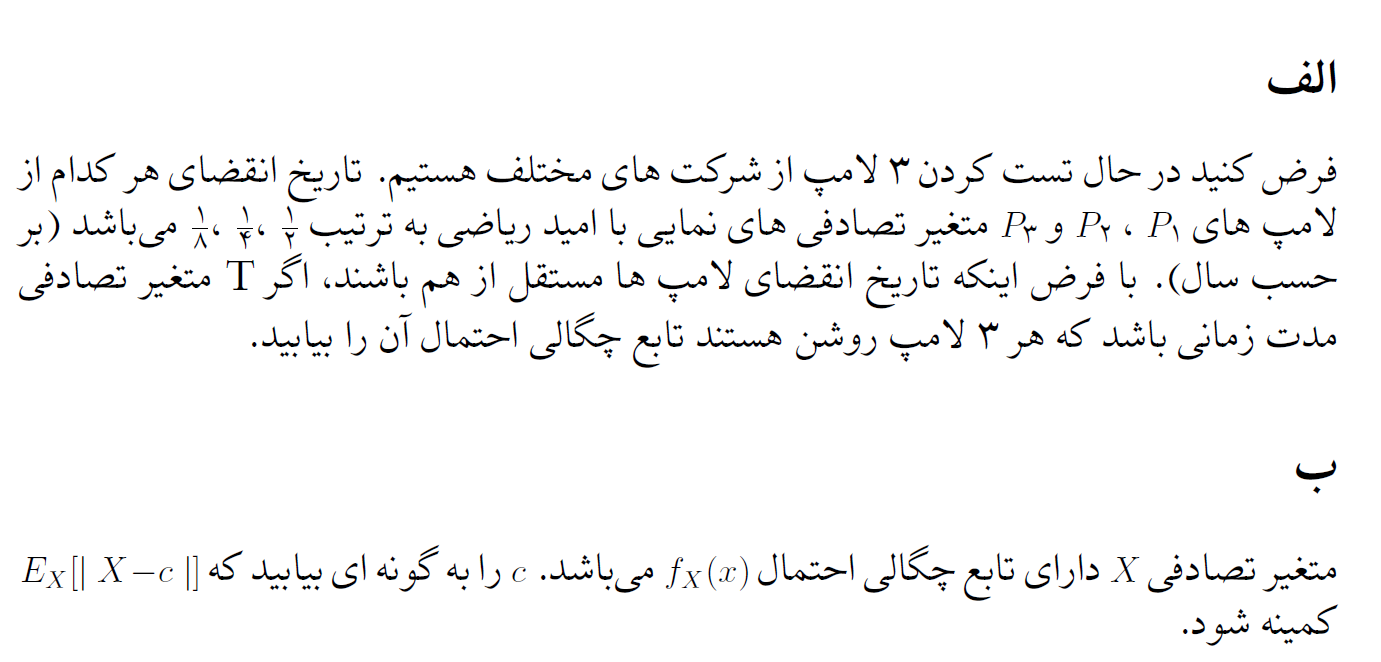 الف
فرض کنید در حال تست کردن ۳ لامپ از شرکت های مختلف هستیم. تاریخ انقضای هر کدام از
لامپ های P۱ ، P۲ و P۳ متغیر تصادفی های نمایی با امید ریاضی به ترتیب ۱/۲، ۱/۴، ۱/۸ می‌باشد (بر
حسب سال). با فرض اینکه تاریخ انقضای لامپ ها مستقل از هم باشند، اگر T متغیر تصادفی
مدت زمانی باشد که هر ۳ لامپ روشن هستند تابع چگالی احتمال آن را بیابید.
ب
متغیر تصادفی X دارای تابع چگالی احتمال fX(x) می‌باشد. c را به گونه ای بیابید که EX[| X−c |]
کمینه شود.